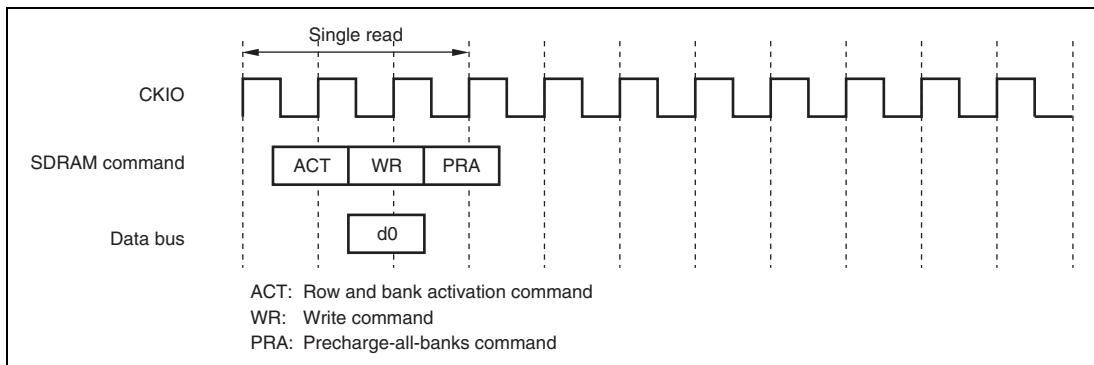 Single read
CKIO
SDRAM command
ACT
WR
PRA
Data bus
d0
ACT: Row and bank activation command
WR: Write command
PRA: Precharge-all-banks command